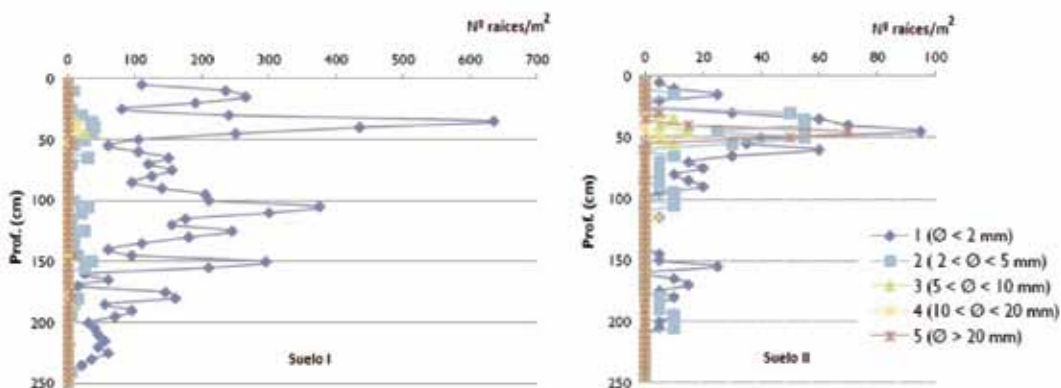 Nº raíces/m²
0 100 200 300 400 500 600 700
0
50
100
150
200
250
Prof. (cm)
Suelo I
Nº raíces/m²
0 20 40 60 80 100
0
50
100
150
200
250
Prof. (cm)
Suelo II
1 (Ø < 2 mm)
2 ( 2 < Ø < 5 mm)
3 (5 < Ø < 10 mm)
4 (10 < Ø < 20 mm)
5 (Ø > 20 mm)